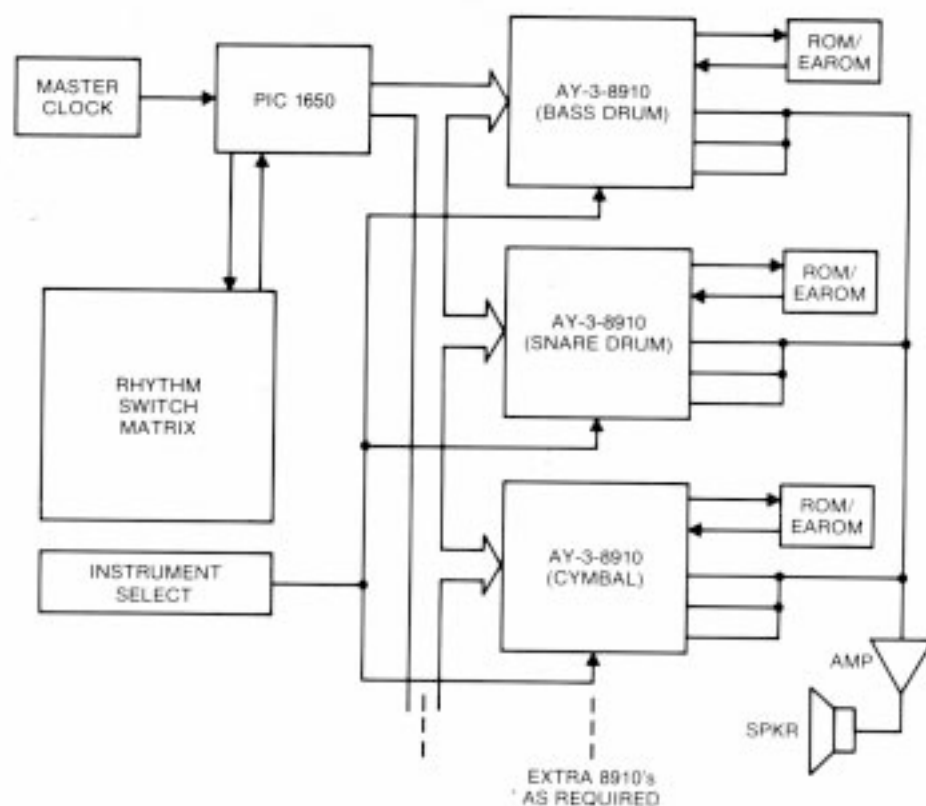 MASTER
CLOCK
PIC 1650
AY-3-8910
(BASS DRUM)
ROM/
EAROM
AY-3-8910
(SNARE DRUM)
ROM/
EAROM
RHYTHM
SWITCH
MATRIX
AY-3-8910
(CYMBAL)
ROM/
EAROM
INSTRUMENT
SELECT
AMP
SPKR
EXTRA 8910's
AS REQUIRED